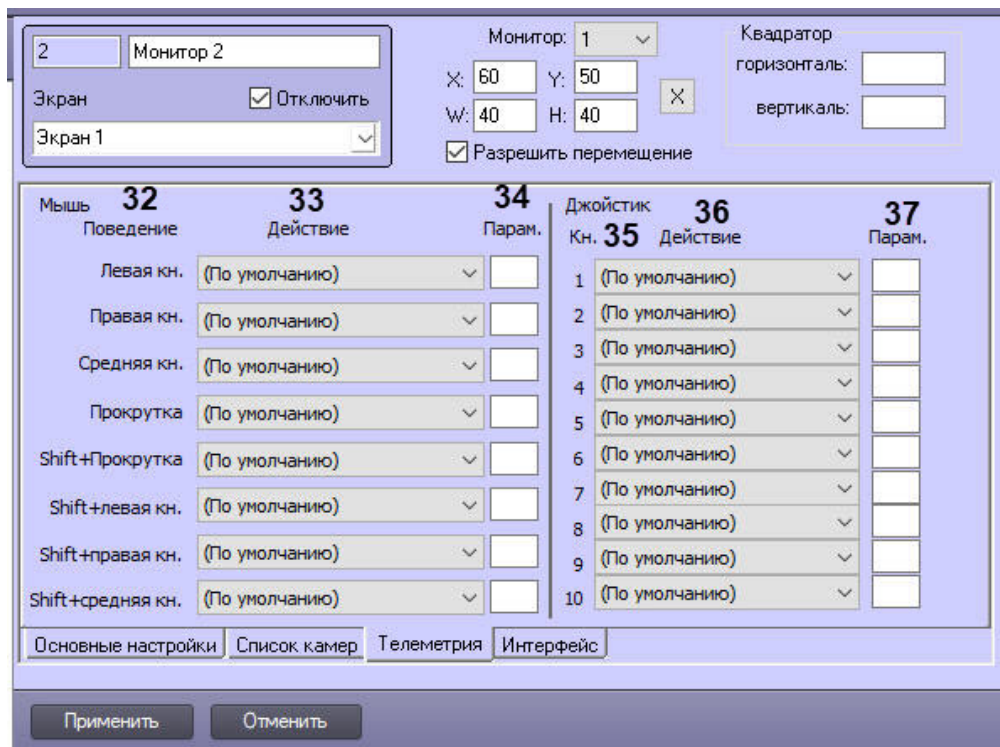 2 Монитор 2
Экран Отключить
Экран 1
Монитор: 1
X: 60 Y: 50
W: 40 H: 40
X
Разрешить перемещение
Квадратор
горизонталь:
вертикаль:
Мышь 32 33 34
Поведение Действие Парам.
Левая кн. (По умолчанию)
Правая кн. (По умолчанию)
Средняя кн. (По умолчанию)
Прокрутка (По умолчанию)
Shift+Прокрутка (По умолчанию)
Shift+левая кн. (По умолчанию)
Shift+правая кн. (По умолчанию)
Shift+средняя кн. (По умолчанию)
Джойстик 36 37
Кн. 35 Действие Парам.
1 (По умолчанию)
2 (По умолчанию)
3 (По умолчанию)
4 (По умолчанию)
5 (По умолчанию)
6 (По умолчанию)
7 (По умолчанию)
8 (По умолчанию)
9 (По умолчанию)
10 (По умолчанию)
Основные настройки Список камер Телеметрия Интерфейс
Применить Отменить